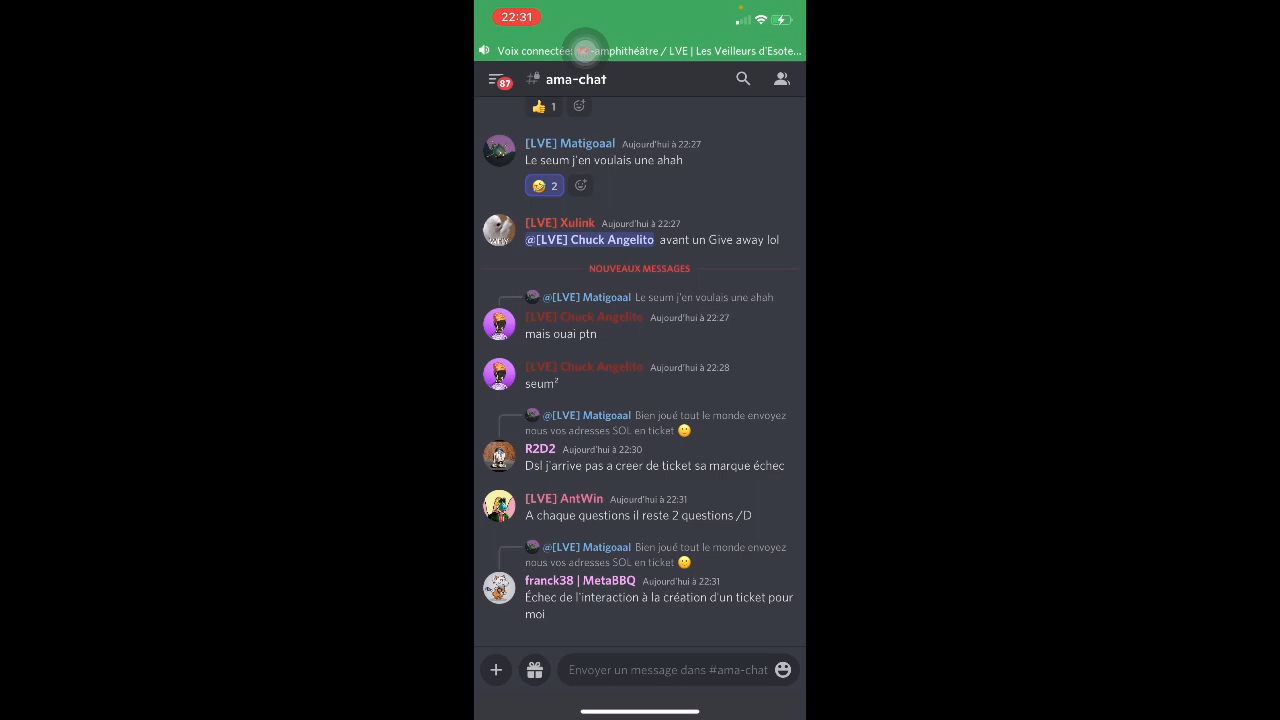 22:31
Voix connectée: -amphithéâtre / LVE | Les Veilleurs d'Esote...
87
ama-chat
👍 1
[LVE] Matigoaal Aujourd'hui à 22:27
Le seum j'en voulais une ahah
🤣 2
[LVE] Xulink Aujourd'hui à 22:27
@[LVE] Chuck Angelito avant un Give away lol
NOUVEAUX MESSAGES
@[LVE] Matigoaal Le seum j'en voulais une ahah
[LVE] Chuck Angelito Aujourd'hui à 22:27
mais ouai ptn
[LVE] Chuck Angelito Aujourd'hui à 22:28
seum²
@[LVE] Matigoaal Bien joué tout le monde envoyez
nous vos adresses SOL en ticket 🙂
R2D2 Aujourd'hui à 22:30
Dsl j'arrive pas a creer de ticket sa marque échec
[LVE] AntWin Aujourd'hui à 22:31
A chaque questions il reste 2 questions /D
@[LVE] Matigoaal Bien joué tout le monde envoyez
nous vos adresses SOL en ticket 🙂
franck38 | MetaBBQ Aujourd'hui à 22:31
Échec de l'interaction à la création d'un ticket pour
moi
Envoyer un message dans #ama-chat